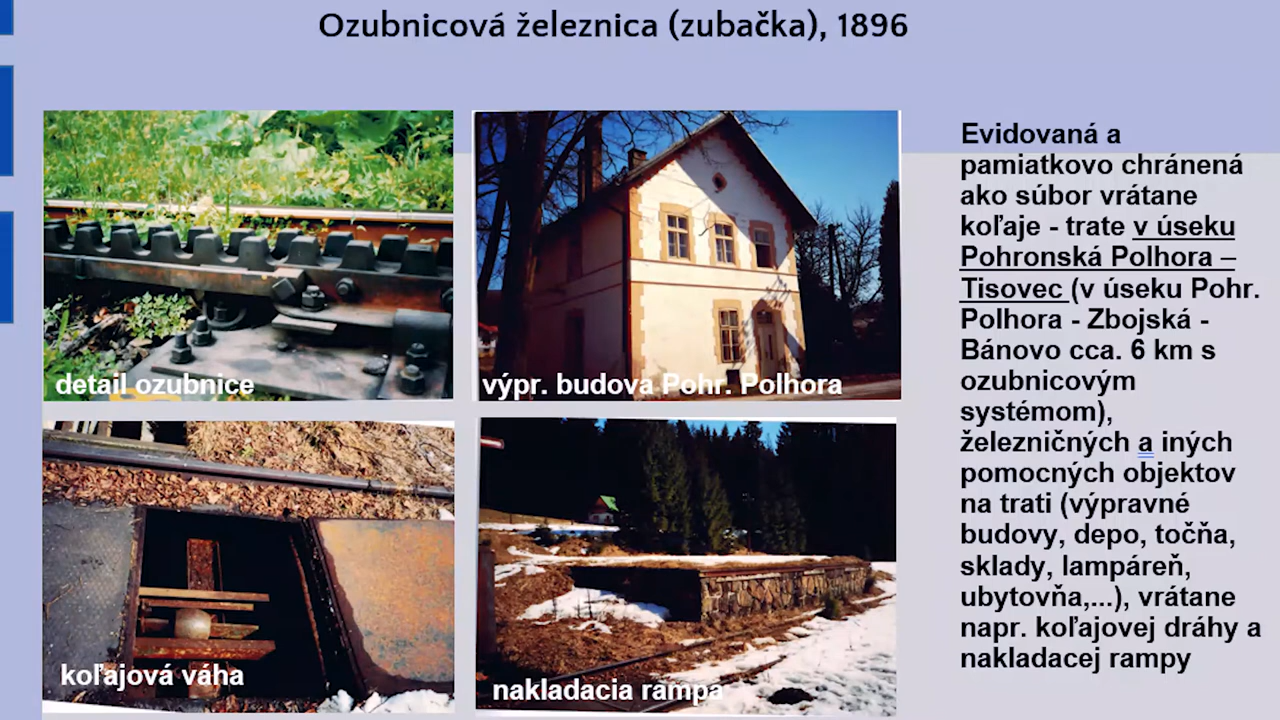 Ozubnicová železnica (zubačka), 1896
detail ozubnice
výpr. budova Pohr. Polhora
koľajová váha
nakladacia rampa
Evidovaná a
pamiatkovo chránená
ako súbor vrátane
koľaje - trate v úseku
Pohronská Polhora –
Tisovec (v úseku Pohr.
Polhora - Zbojská -
Bánovo cca. 6 km s
ozubnicovým
systémom),
železničných a iných
pomocných objektov
na trati (výpravné
budovy, depo, točňa,
sklady, lampáreň,
ubytovňa,...), vrátane
napr. koľajovej dráhy a
nakladacej rampy